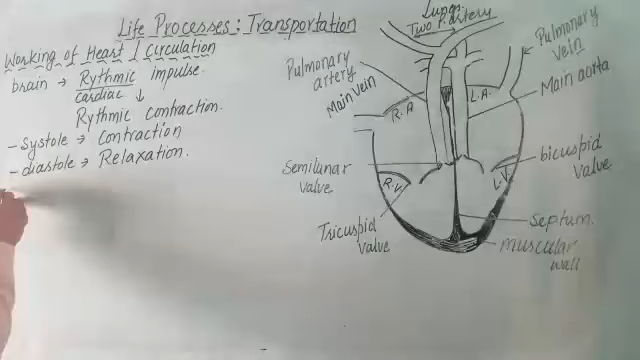 Life Processes: Transportation
Working of Heart / Circulation
brain → Rythmic impulse.
cardiac ↓
Rythmic contraction.
- Systole → Contraction
- diastole → Relaxation.
Lungs
Two P. artery
Pulmonary
vein
Pulmonary
artery
Main vein
Main aorta
R.A
L.A.
Semilunar
valve
bicuspid
valve
R.V.
L.V
Tricuspid
valve
Septum.
muscular
wall